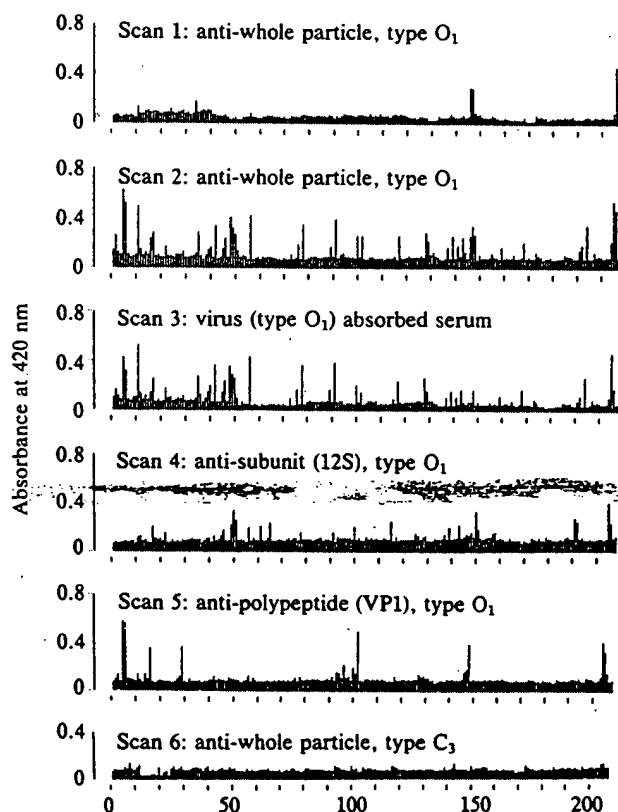 0.8
Scan 1: anti-whole particle, type O₁
0.4
0
0.8
Scan 2: anti-whole particle, type O₁
0.4
0
0.8
Scan 3: virus (type O₁) absorbed serum
0.4
0
0.8
Scan 4: anti-subunit (12S), type O₁
0.4
0
0.8
Scan 5: anti-polypeptide (VP1), type O₁
0.4
0
0.4
Scan 6: anti-whole particle, type C₃
0
0 50 100 150 200
Absorbance at 420 nm